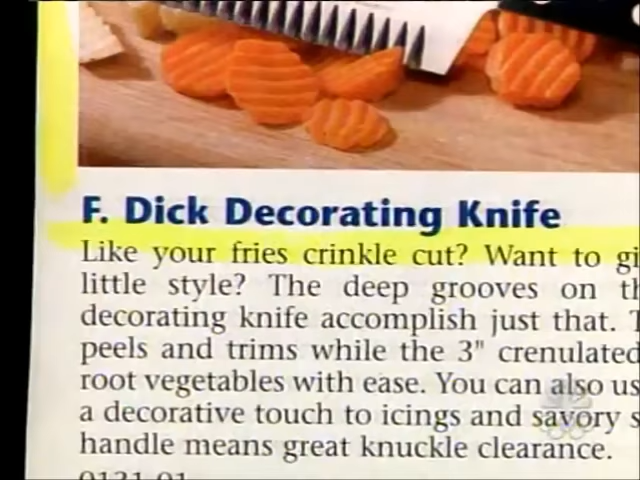 F. Dick Decorating Knife
Like your fries crinkle cut? Want to gi
little style? The deep grooves on th
decorating knife accomplish just that. T
peels and trims while the 3" crenulated
root vegetables with ease. You can also us
a decorative touch to icings and savory s
handle means great knuckle clearance.
0121-01